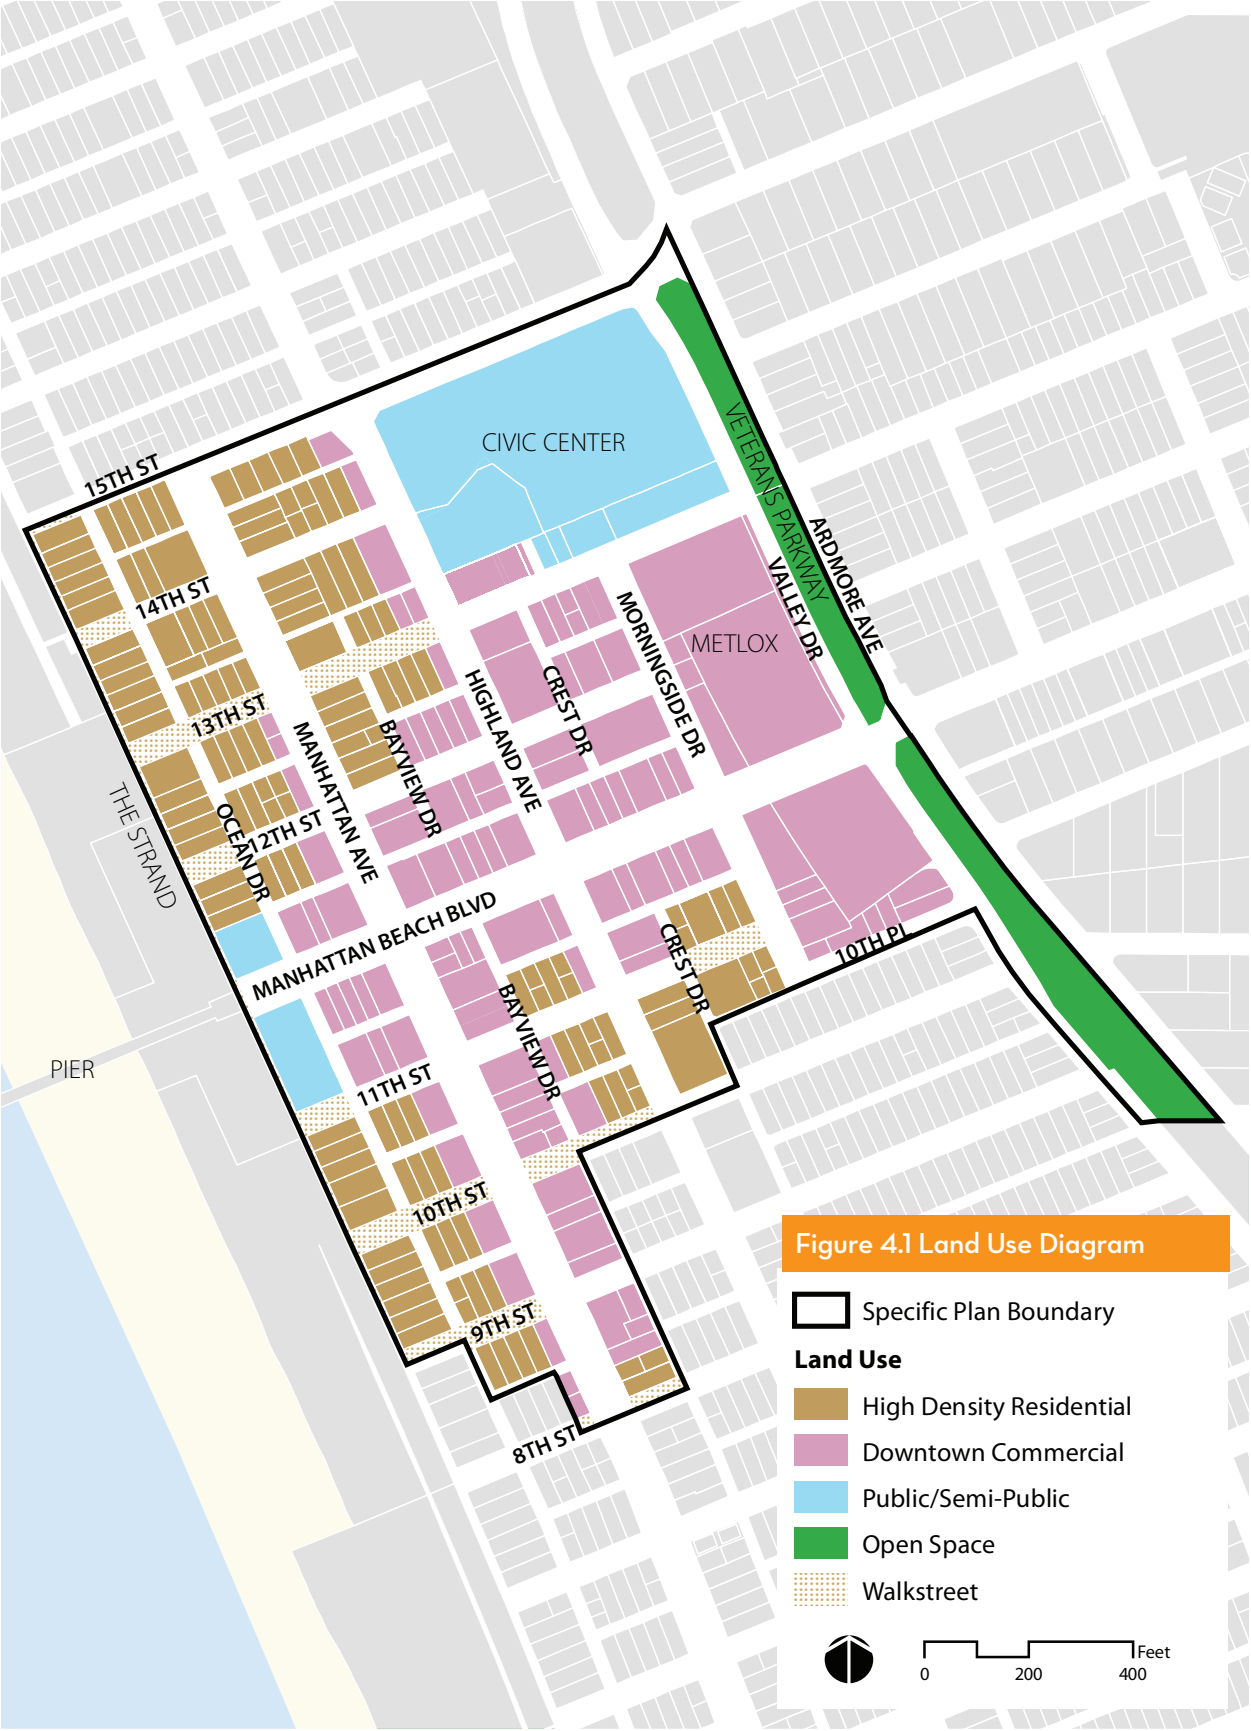 CIVIC CENTER
15TH ST
VETERANS PARKWAY
ARDMORE AVE
VALLEY DR
14TH ST
MORNINGSIDE DR
METLOX
CREST DR
HIGHLAND AVE
13TH ST
MANHATTAN AVE
BAYVIEW DR
THE STRAND
OCEAN DR
12TH ST
MANHATTAN BEACH BLVD
CREST DR
10TH PL
BAYVIEW DR
PIER
11TH ST
10TH ST
9TH ST
8TH ST
Figure 4.1 Land Use Diagram
Specific Plan Boundary
Land Use
High Density Residential
Downtown Commercial
Public/Semi-Public
Open Space
Walkstreet
Feet
0 200 400